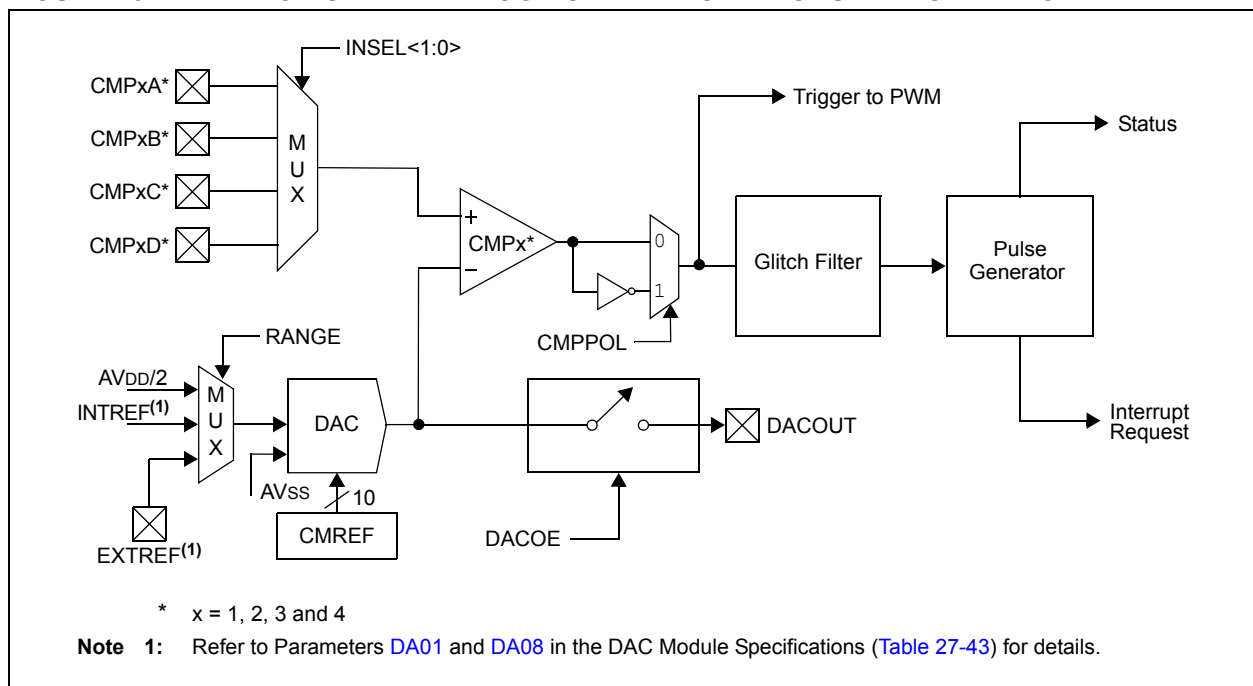 INSEL<1:0>
CMPxA*
CMPxB*
CMPxC*
CMPxD*
M
U
X
Trigger to PWM
Status
+
–
CMPx*
0
1
CMPPOL
Glitch Filter
Pulse
Generator
Interrupt
Request
RANGE
AVDD/2
INTREF(1)
M
U
X
EXTREF(1)
DAC
AVSS
10
CMREF
DACOE
DACOUT
* x = 1, 2, 3 and 4
Note 1: Refer to Parameters DA01 and DA08 in the DAC Module Specifications (Table 27-43) for details.